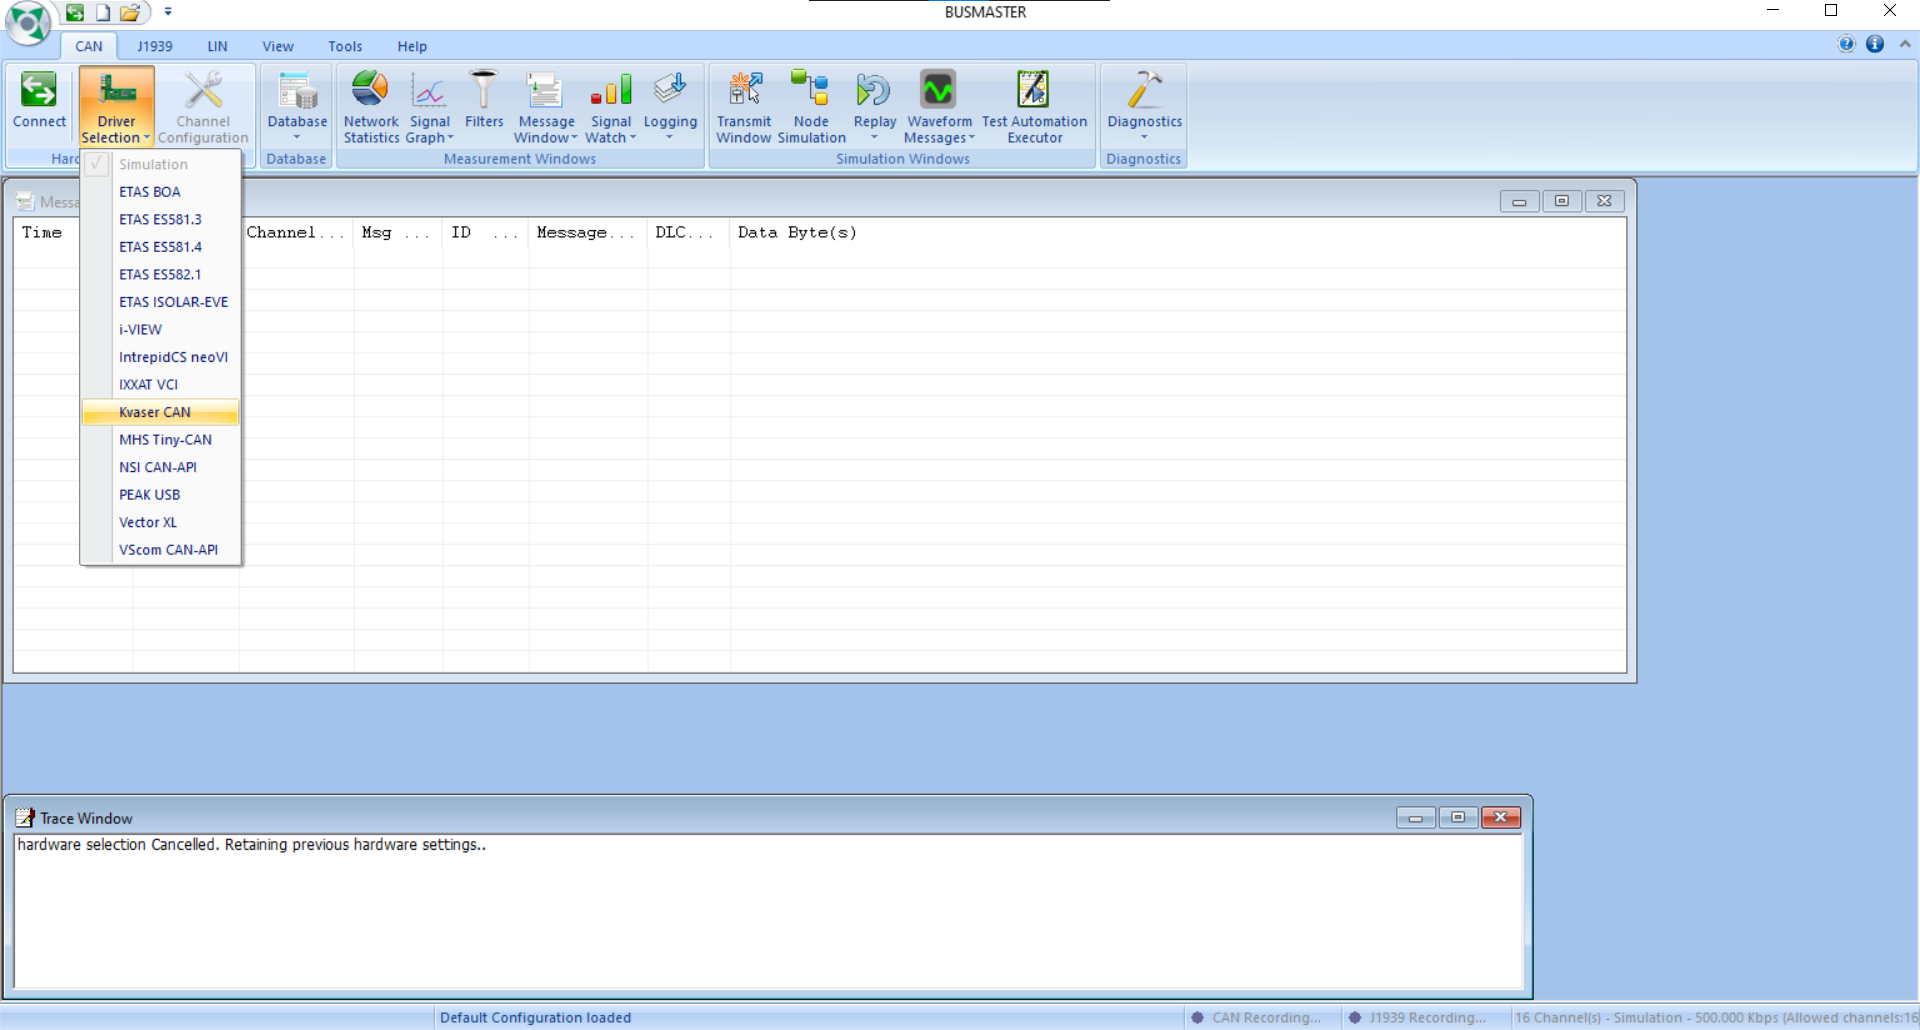 BUSMASTER
CAN J1939 LIN View Tools Help
Connect Driver Selection Channel Configuration Database Network Statistics Signal Graph Filters Message Window Signal Watch Logging Transmit Window Node Simulation Replay Waveform Messages Test Automation Executor Diagnostics
Hard Database Measurement Windows Simulation Windows Diagnostics
Simulation
ETAS BOA
ETAS ES581.3
ETAS ES581.4
ETAS ES582.1
ETAS ISOLAR-EVE
i-VIEW
IntrepidCS neoVI
IXXAT VCI
Kvaser CAN
MHS Tiny-CAN
NSI CAN-API
PEAK USB
Vector XL
VScom CAN-API
Messa
Time Channel... Msg ... ID ... Message... DLC... Data Byte(s)
Trace Window
hardware selection Cancelled. Retaining previous hardware settings..
Default Configuration loaded CAN Recording... J1939 Recording... 16 Channel(s) - Simulation - 500.000 Kbps (Allowed channels:16